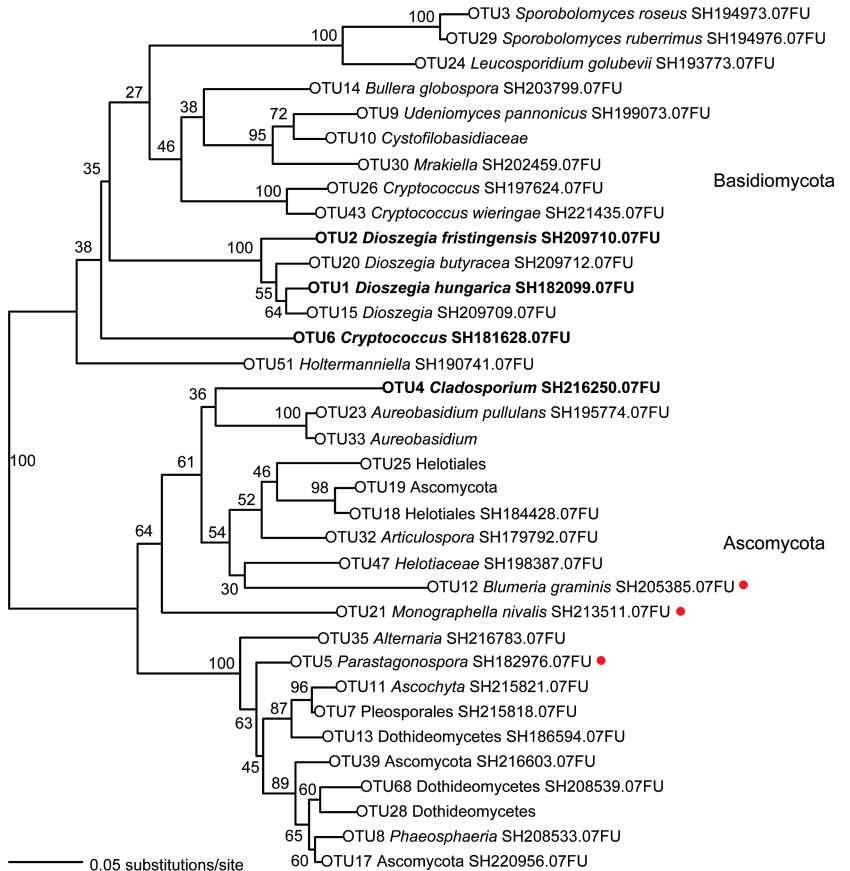 100
OTU3 Sporobolomyces roseus SH194973.07FU
100
OTU29 Sporobolomyces ruberrimus SH194976.07FU
OTU24 Leucosporidium golubevii SH193773.07FU
27
OTU14 Bullera globospora SH203799.07FU
38
72
OTU9 Udeniomyces pannonicus SH199073.07FU
95
OTU10 Cystofilobasidiaceae
46
OTU30 Mrakiella SH202459.07FU
35
Basidiomycota
100
OTU26 Cryptococcus SH197624.07FU
OTU43 Cryptococcus wieringae SH221435.07FU
38
100
OTU2 Dioszegia fristingensis SH209710.07FU
OTU20 Dioszegia butyracea SH209712.07FU
55
OTU1 Dioszegia hungarica SH182099.07FU
64
OTU15 Dioszegia SH209709.07FU
OTU6 Cryptococcus SH181628.07FU
OTU51 Holtermanniella SH190741.07FU
36
OTU4 Cladosporium SH216250.07FU
100
OTU23 Aureobasidium pullulans SH195774.07FU
OTU33 Aureobasidium
100
61
46
OTU25 Helotiales
98
OTU19 Ascomycota
52
OTU18 Helotiales SH184428.07FU
64
54
OTU32 Articulospora SH179792.07FU
Ascomycota
OTU47 Helotiaceae SH198387.07FU
30
OTU12 Blumeria graminis SH205385.07FU
OTU21 Monographella nivalis SH213511.07FU
OTU35 Alternaria SH216783.07FU
100
OTU5 Parastagonospora SH182976.07FU
96
OTU11 Ascochyta SH215821.07FU
87
OTU7 Pleosporales SH215818.07FU
63
OTU13 Dothideomycetes SH186594.07FU
45
OTU39 Ascomycota SH216603.07FU
89
60
OTU68 Dothideomycetes SH208539.07FU
OTU28 Dothideomycetes
65
OTU8 Phaeosphaeria SH208533.07FU
60
OTU17 Ascomycota SH220956.07FU
0.05 substitutions/site